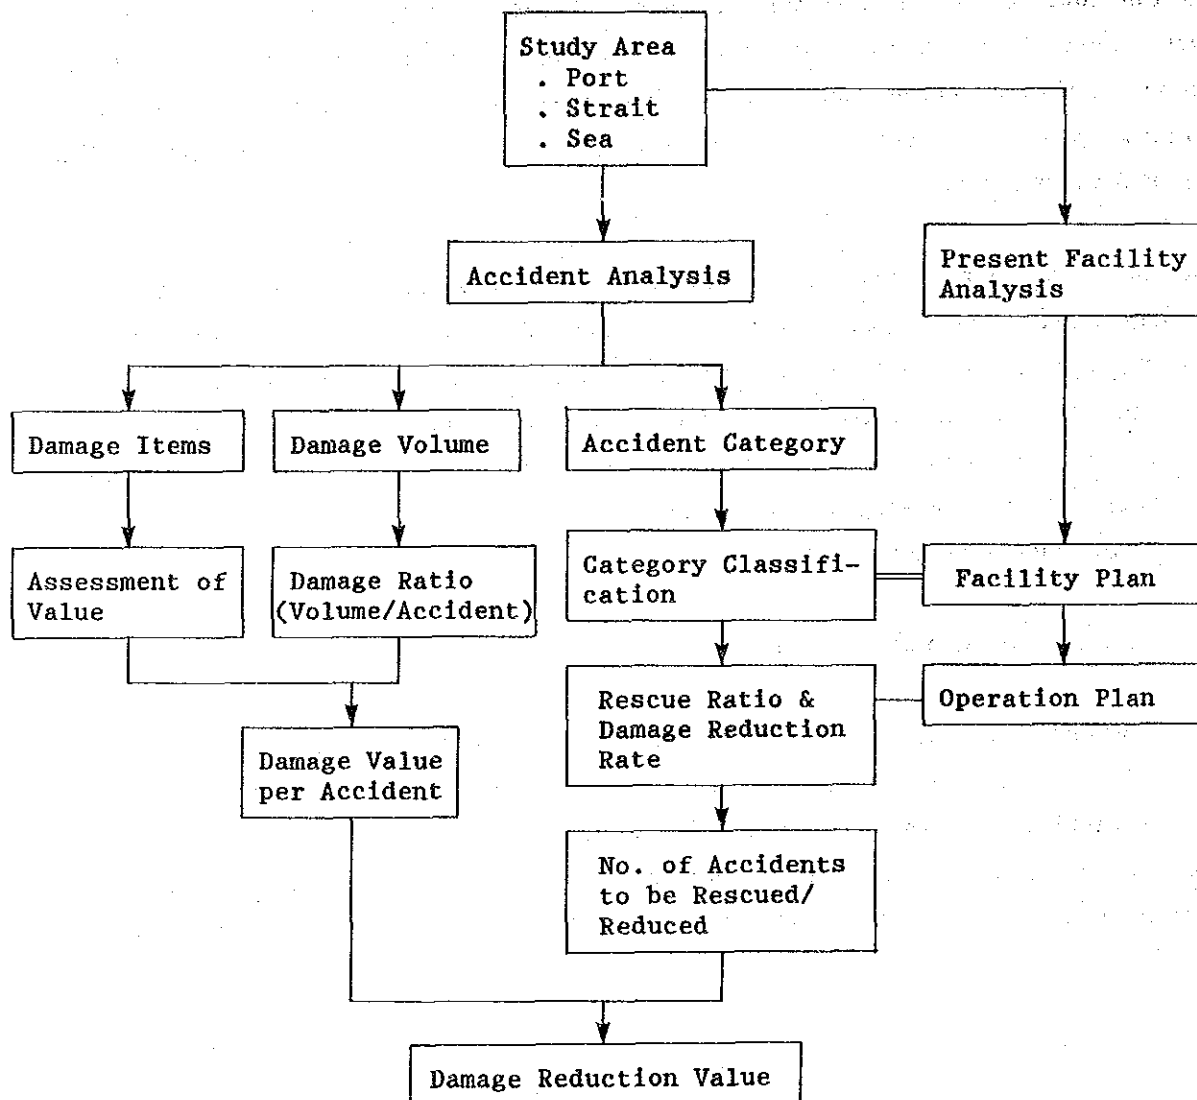 Study Area
. Port
. Strait
. Sea
Accident Analysis
Present Facility
Analysis
Damage Items
Damage Volume
Accident Category
Assessment of
Value
Damage Ratio
(Volume/Accident)
Category Classifi-
cation
Facility Plan
Rescue Ratio &
Damage Reduction
Rate
Operation Plan
Damage Value
per Accident
No. of Accidents
to be Rescued/
Reduced
Damage Reduction Value